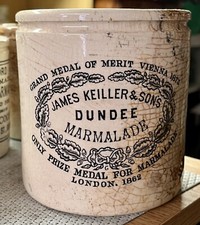 GRAND MEDAL OF MERIT VIENNA 1873
JAMES KEILLER & SONS
DUNDEE
MARMALADE
ONLY PRIZE MEDAL FOR MARMALADE
LONDON. 1862